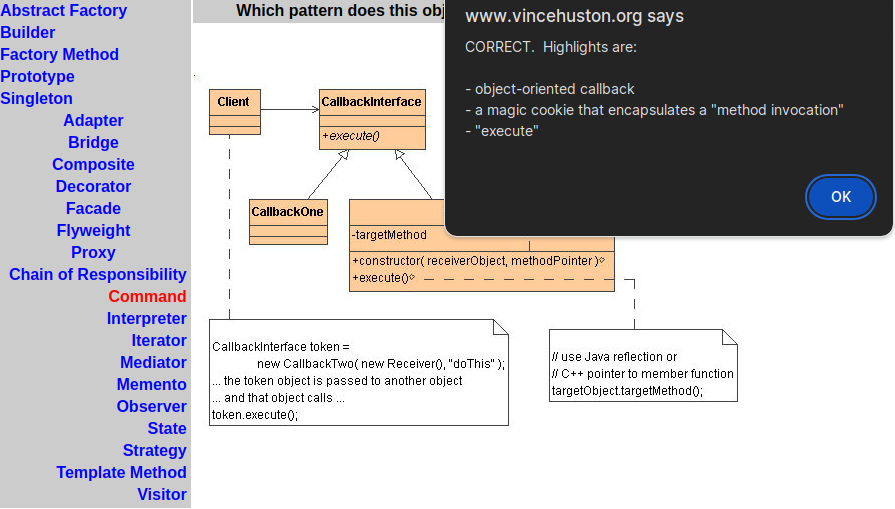 Abstract Factory
Builder
Factory Method
Prototype
Singleton
Adapter
Bridge
Composite
Decorator
Facade
Flyweight
Proxy
Chain of Responsibility
Command
Interpreter
Iterator
Mediator
Memento
Observer
State
Strategy
Template Method
Visitor
Which pattern does this obj
www.vincehuston.org says
CORRECT.  Highlights are:
- object-oriented callback
- a magic cookie that encapsulates a "method invocation"
- "execute"
OK
Client
CallbackInterface
+execute()
CallbackOne
-targetMethod
+constructor( receiverObject, methodPointer )
+execute()
CallbackInterface token =
new CallbackTwo( new Receiver(), "doThis" );
... the token object is passed to another object
... and that object calls ...
token.execute();
// use Java reflection or
// C++ pointer to member function
targetObject.targetMethod();